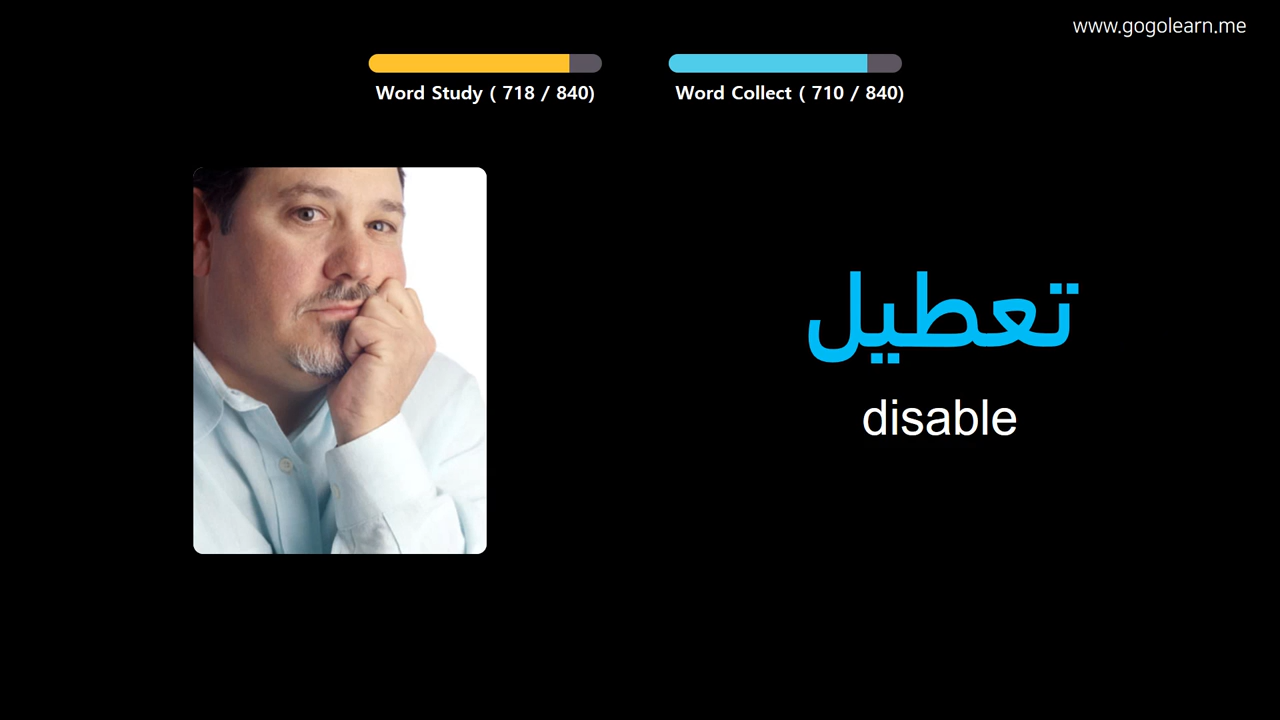 www.gogolearn.me
Word Study ( 718 / 840)
Word Collect ( 710 / 840)
تعطيل
disable